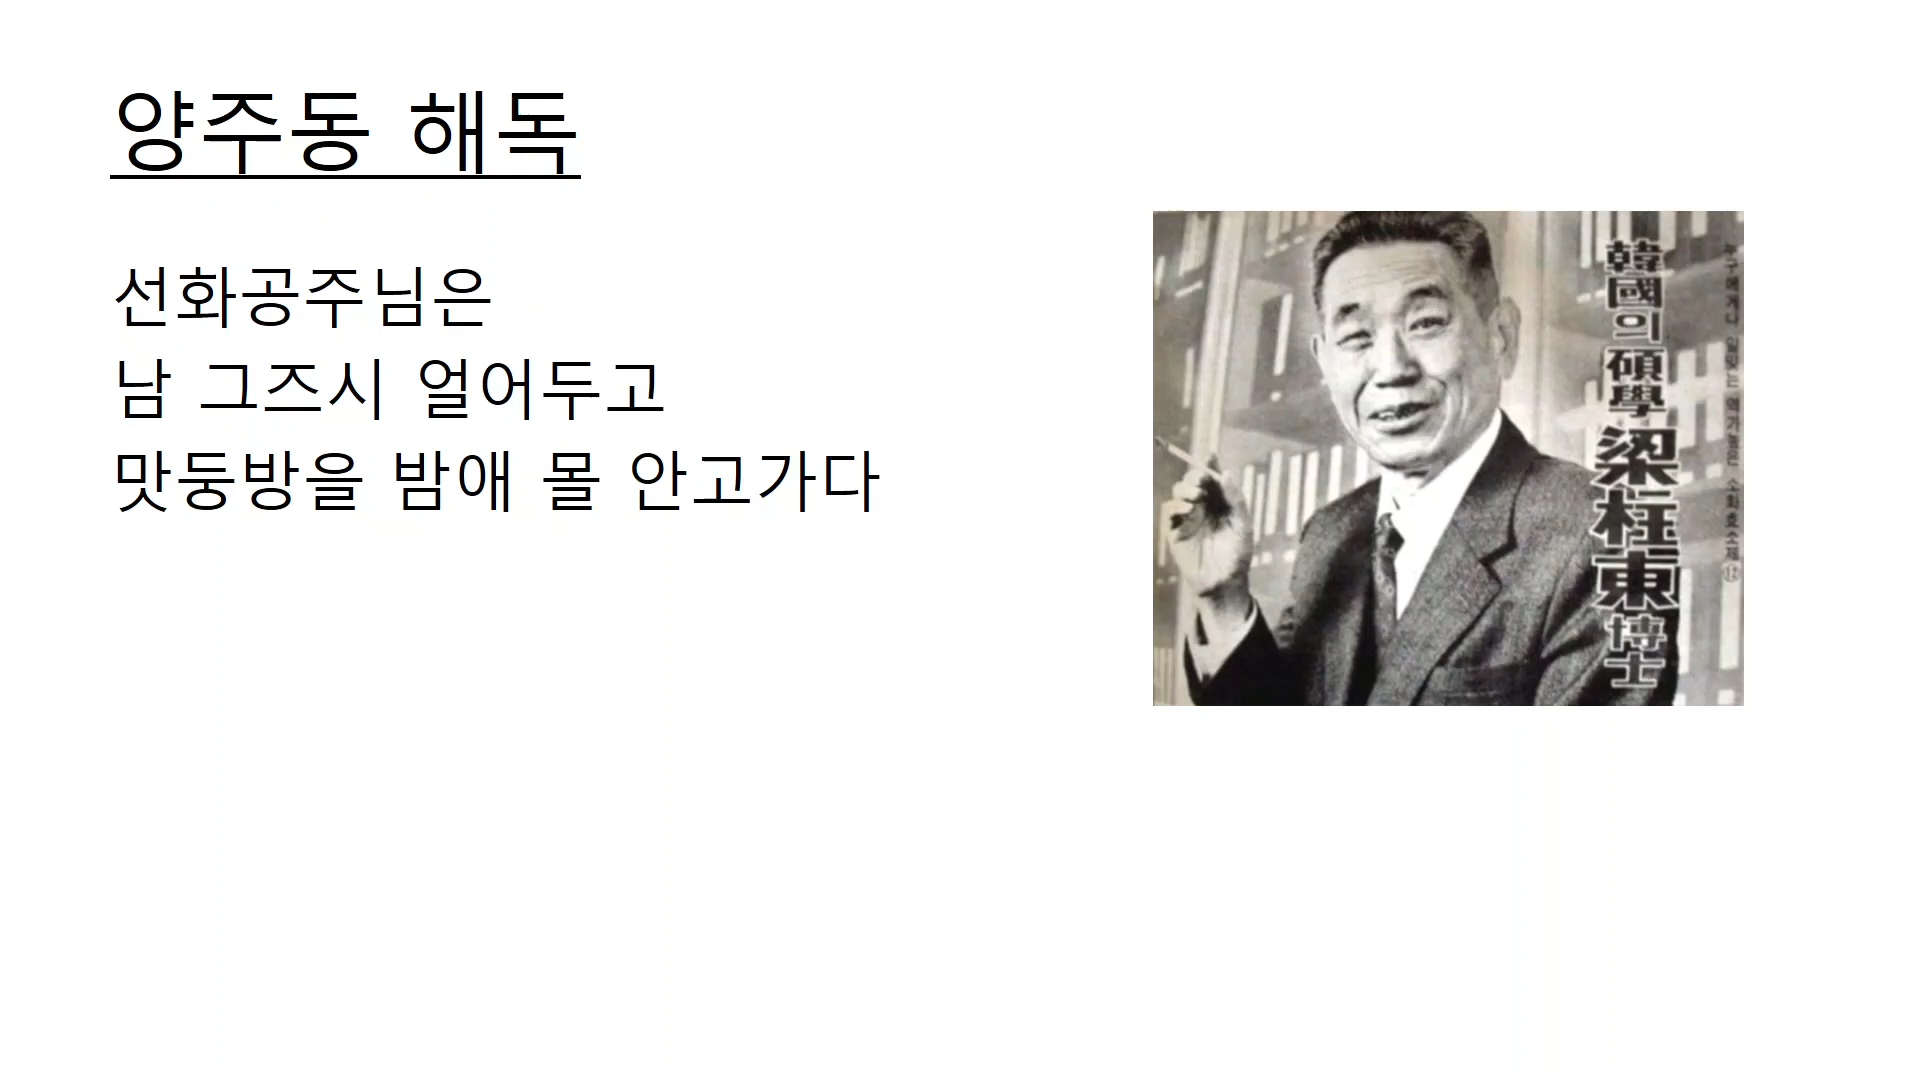 양주동 해독
선화공주님은
남 그즈시 얼어두고
맛둥방을 밤애 몰 안고가다
韓國의 碩學 梁柱東 博士